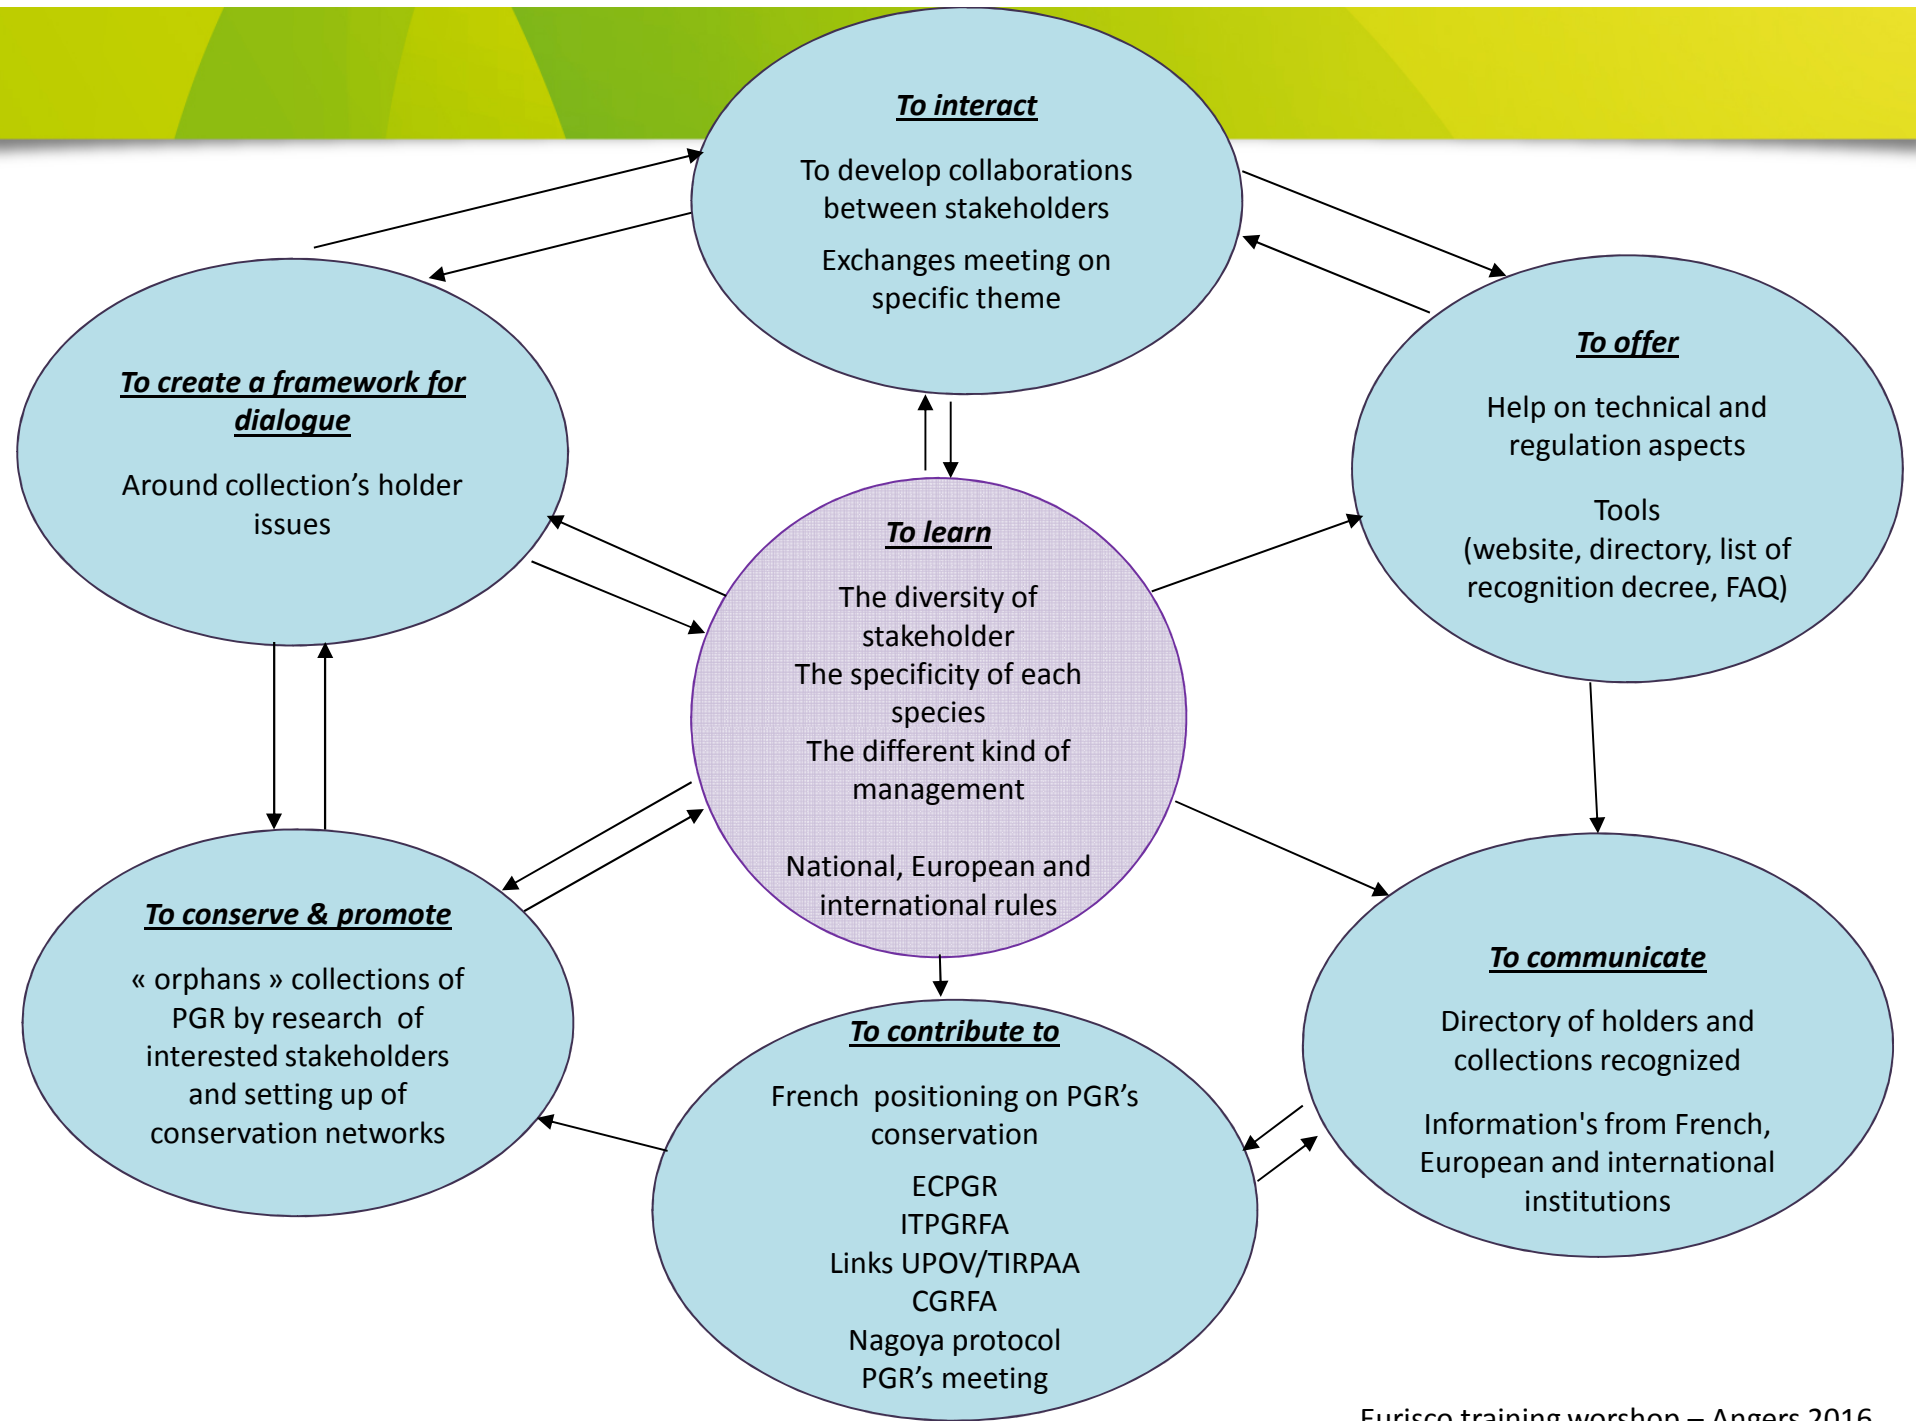 To interact
To develop collaborations
between stakeholders
Exchanges meeting on
specific theme
To create a framework for
dialogue
Around collection's holder
issues
To offer
Help on technical and
regulation aspects
Tools
(website, directory, list of
recognition decree, FAQ)
To learn
The diversity of
stakeholder
The specificity of each
species
The different kind of
management
National, European and
international rules
To conserve & promote
« orphans » collections of
PGR by research  of
interested stakeholders
and setting up of
conservation networks
To contribute to
French  positioning on PGR's
conservation
ECPGR
ITPGRFA
Links UPOV/TIRPAA
CGRFA
Nagoya protocol
PGR's meeting
To communicate
Directory of holders and
collections recognized
Information's from French,
European and international
institutions
Eurisco training worshop – Angers 2016